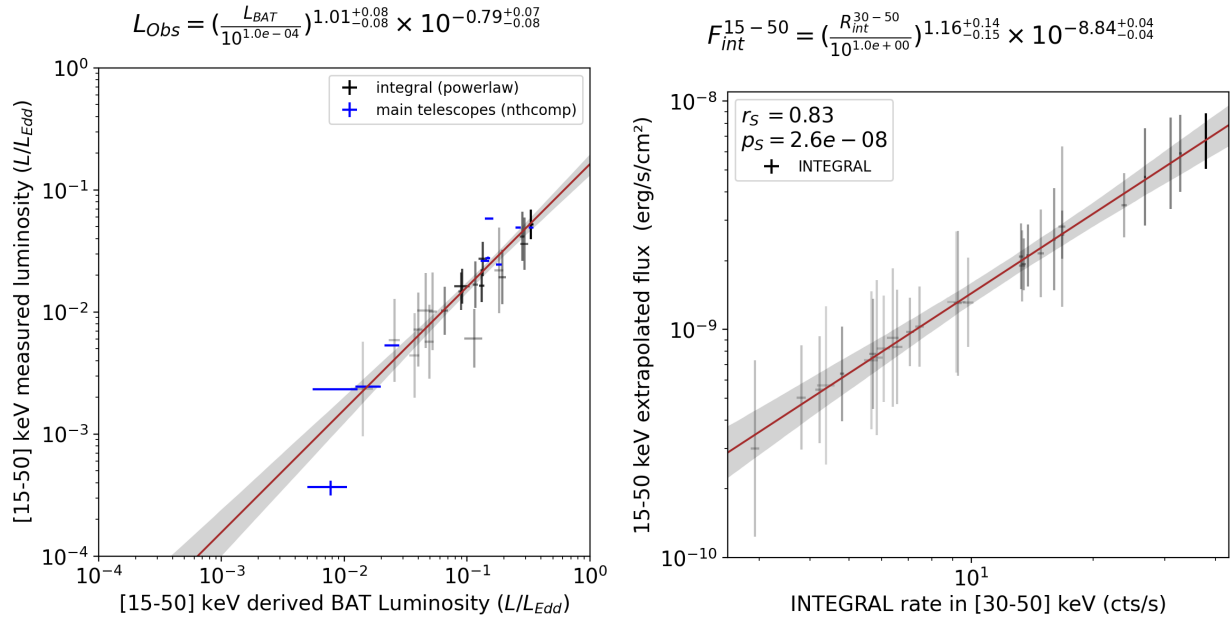 L_Obs = (L_BAT / 10^1.0e−04)^1.01^{+0.08}_{−0.08} × 10^−0.79^{+0.07}_{−0.08}
10^0
10^−1
10^−2
10^−3
10^−4
[15-50] keV measured luminosity (L/L_Edd)
integral (powerlaw)
main telescopes (nthcomp)
10^−4 10^−3 10^−2 10^−1 10^0
[15-50] keV derived BAT Luminosity (L/L_Edd)
F_int^{15−50} = (R_int^{30−50} / 10^1.0e+00)^1.16^{+0.14}_{−0.15} × 10^−8.84^{+0.04}_{−0.04}
10^−8
10^−9
10^−10
15-50 keV extrapolated flux (erg/s/cm²)
r_S = 0.83
p_S = 2.6e − 08
INTEGRAL
10^1
INTEGRAL rate in [30-50] keV (cts/s)